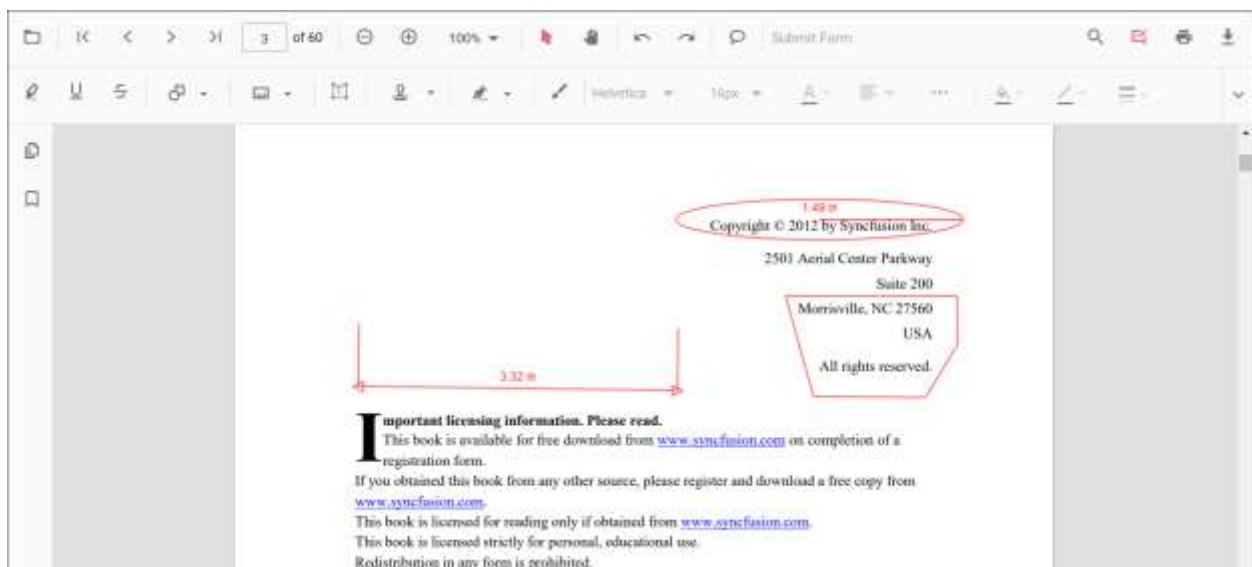 3 of 60 100% Submit Form
Helvetica 16px A
1.49 in
Copyright © 2012 by Syncfusion Inc.
2501 Aerial Center Parkway
Suite 200
Morrisville, NC 27560
USA
All rights reserved.
3.32 in
Important licensing information. Please read.
This book is available for free download from www.syncfusion.com on completion of a
registration form.
If you obtained this book from any other source, please register and download a free copy from
www.syncfusion.com.
This book is licensed for reading only if obtained from www.syncfusion.com.
This book is licensed strictly for personal, educational use.
Redistribution in any form is prohibited.